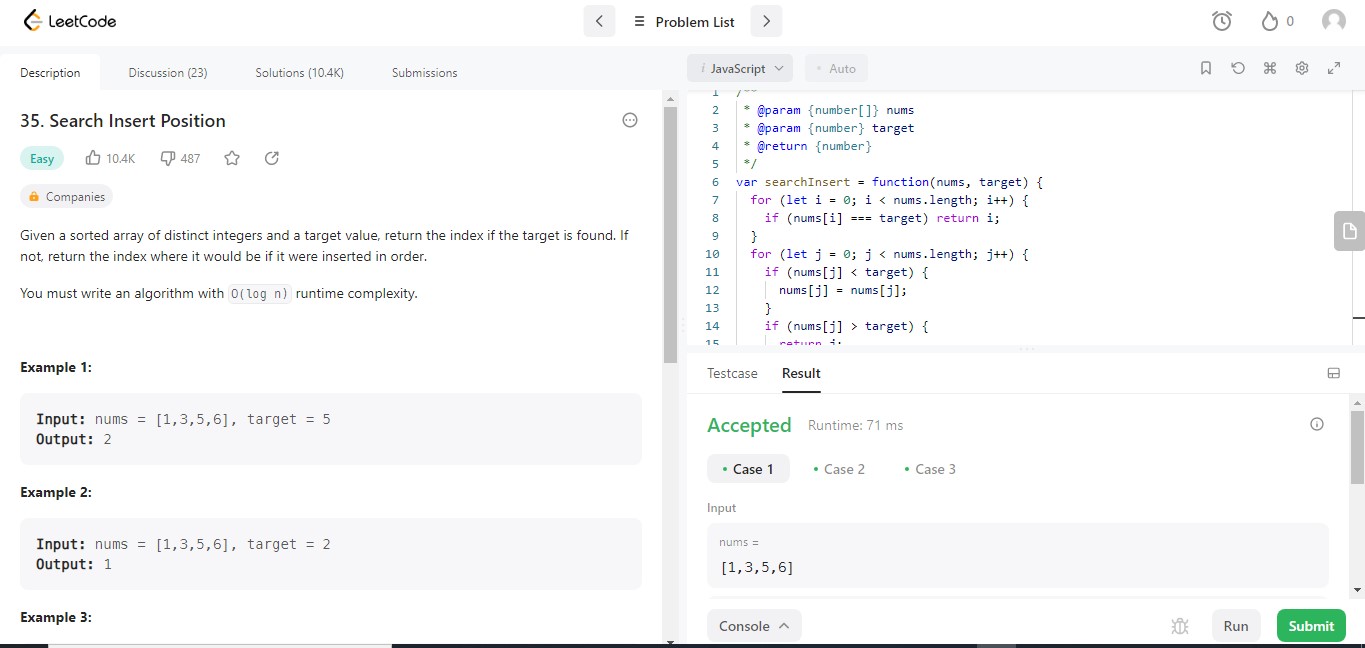 LeetCode
Problem List
0
Description
Discussion (23)
Solutions (10.4K)
Submissions
35. Search Insert Position
Easy
10.4K
487
Companies
Given a sorted array of distinct integers and a target value, return the index if the target is found. If
not, return the index where it would be if it were inserted in order.
You must write an algorithm with O(log n) runtime complexity.
Example 1:
Input: nums = [1,3,5,6], target = 5
Output: 2
Example 2:
Input: nums = [1,3,5,6], target = 2
Output: 1
Example 3:
i JavaScript
• Auto
1 /**
2 * @param {number[]} nums
3 * @param {number} target
4 * @return {number}
5 */
6 var searchInsert = function(nums, target) {
7 for (let i = 0; i < nums.length; i++) {
8 if (nums[i] === target) return i;
9 }
10 for (let j = 0; j < nums.length; j++) {
11 if (nums[j] < target) {
12 nums[j] = nums[j];
13 }
14 if (nums[j] > target) {
15 return j;
Testcase
Result
Accepted
Runtime: 71 ms
• Case 1
• Case 2
• Case 3
Input
nums =
[1,3,5,6]
Console
Run
Submit